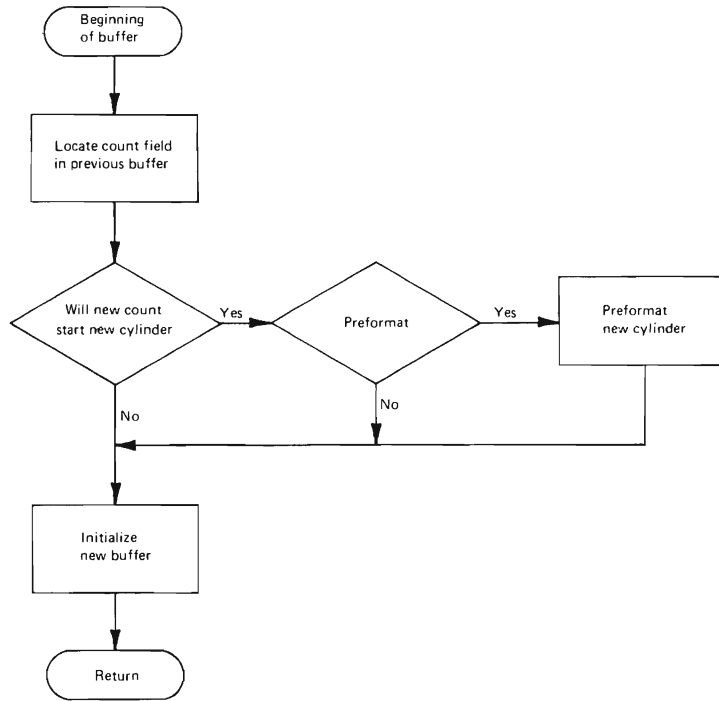 Beginning
of buffer
Locate count field
in previous buffer
Will new count
start new cylinder
Yes
Preformat
Yes
Preformat
new cylinder
No
No
Initialize
new buffer
Return